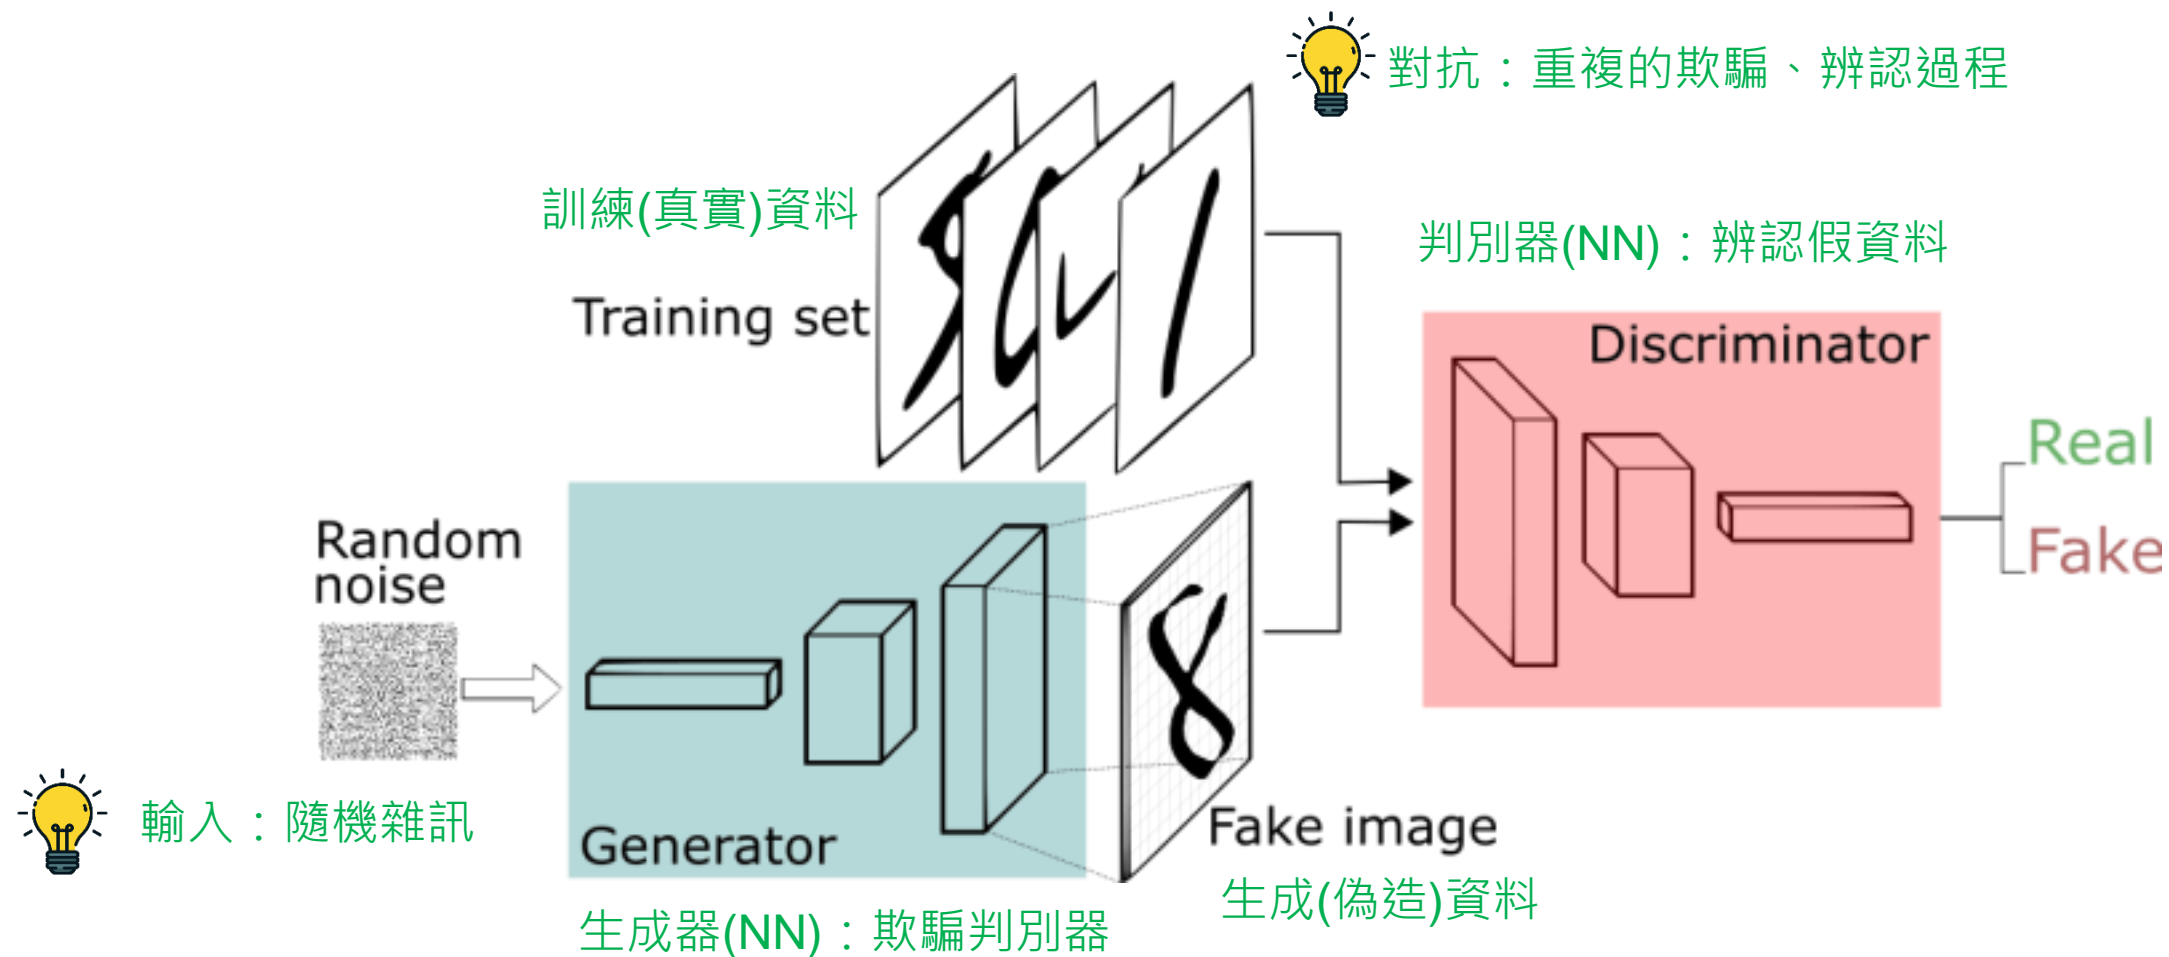 對抗：重複的欺騙、辨認過程
訓練(真實)資料
判別器(NN)：辨認假資料
Training set
Discriminator
Real
Fake
Random
noise
輸入：隨機雜訊
Generator
Fake image
生成(偽造)資料
生成器(NN)：欺騙判別器